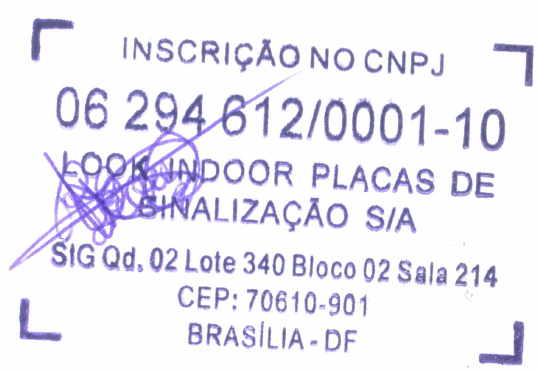 INSCRIÇÃO NO CNPJ
06 294 612/0001-10
LOOK INDOOR PLACAS DE
SINALIZAÇÃO S/A
SIG Qd. 02 Lote 340 Bloco 02 Sala 214
CEP: 70610-901
BRASÍLIA - DF